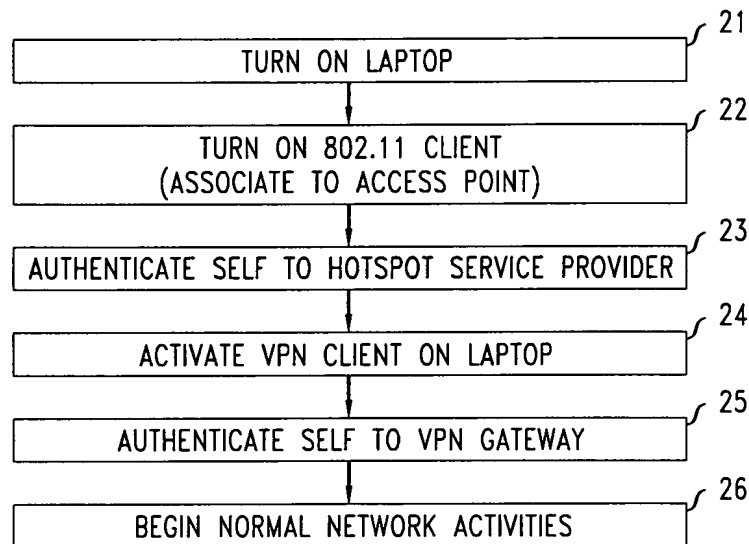 21
TURN ON LAPTOP
22
TURN ON 802.11 CLIENT
(ASSOCIATE TO ACCESS POINT)
23
AUTHENTICATE SELF TO HOTSPOT SERVICE PROVIDER
24
ACTIVATE VPN CLIENT ON LAPTOP
25
AUTHENTICATE SELF TO VPN GATEWAY
26
BEGIN NORMAL NETWORK ACTIVITIES